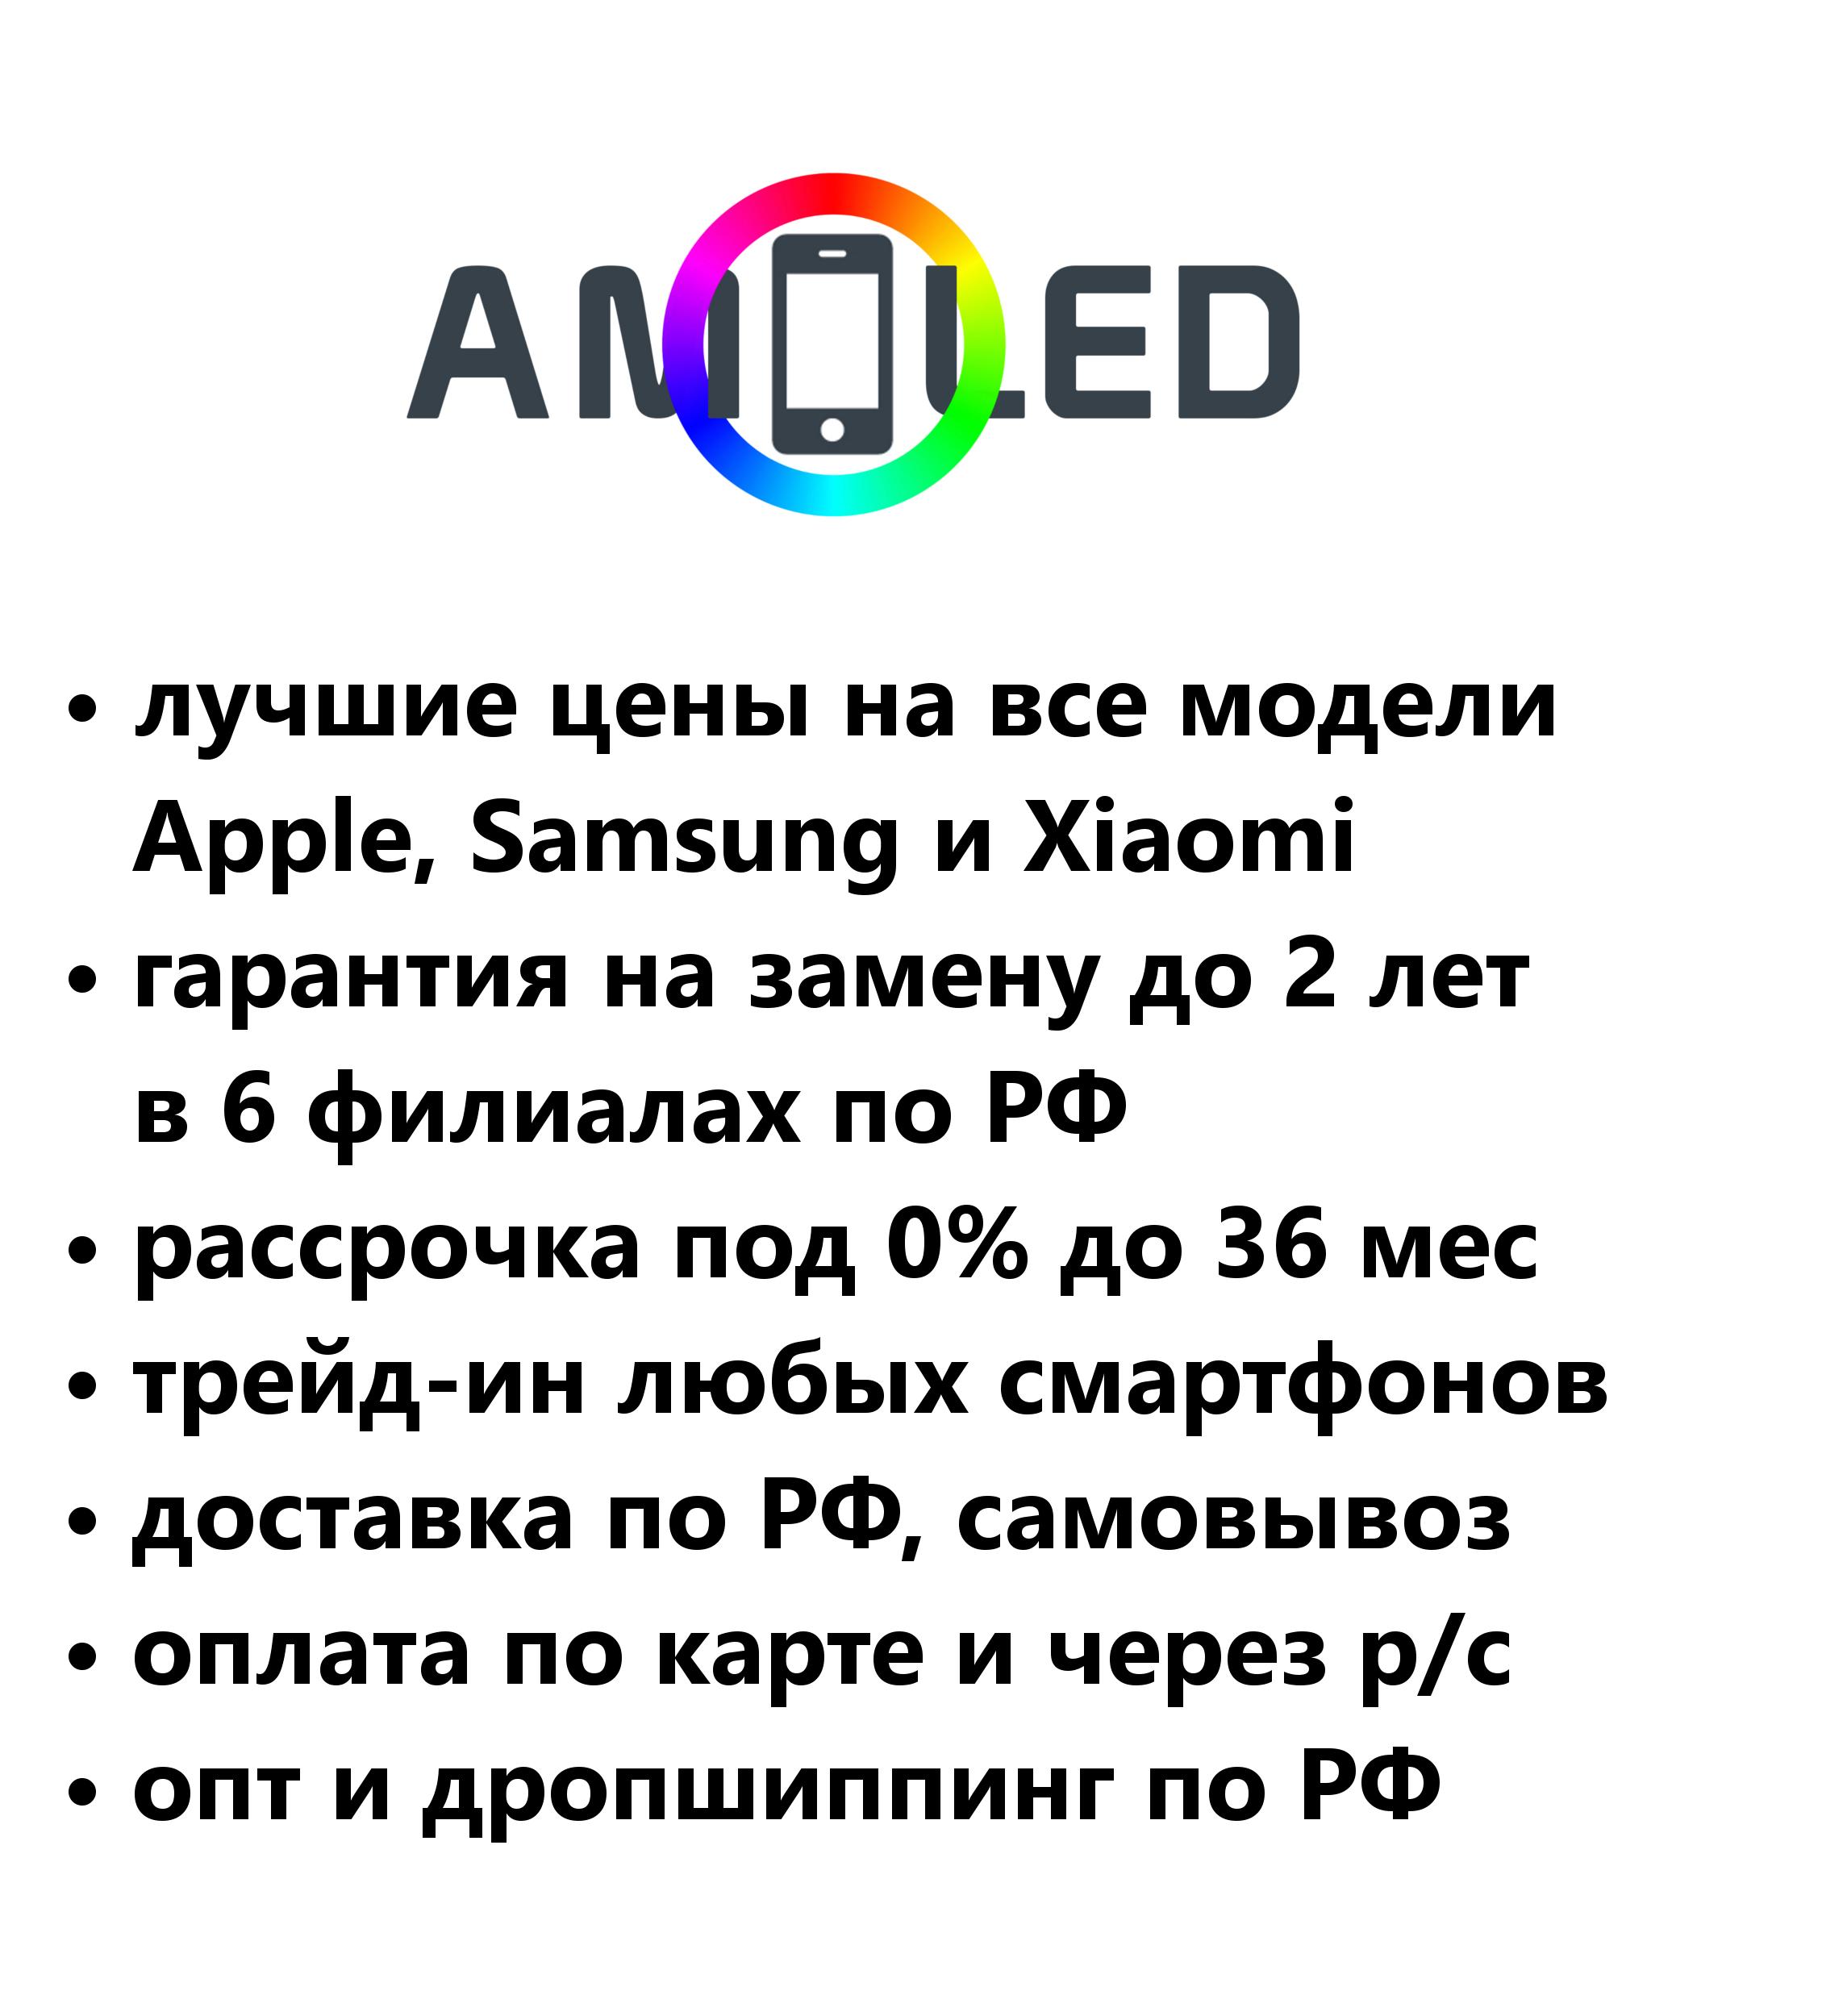 AMOLED
• лучшие цены на все модели
Apple, Samsung и Xiaomi
• гарантия на замену до 2 лет
в 6 филиалах по РФ
• рассрочка под 0% до 36 мес
• трейд-ин любых смартфонов
• доставка по РФ, самовывоз
• оплата по карте и через р/с
• опт и дропшиппинг по РФ